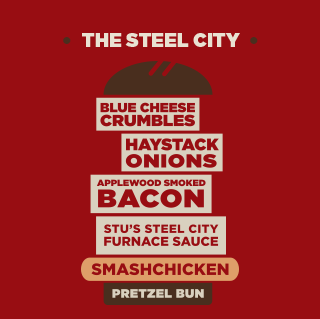 THE STEEL CITY
BLUE CHEESE
CRUMBLES
HAYSTACK
ONIONS
APPLEWOOD SMOKED
BACON
STU'S STEEL CITY
FURNACE SAUCE
SMASHCHICKEN
PRETZEL BUN